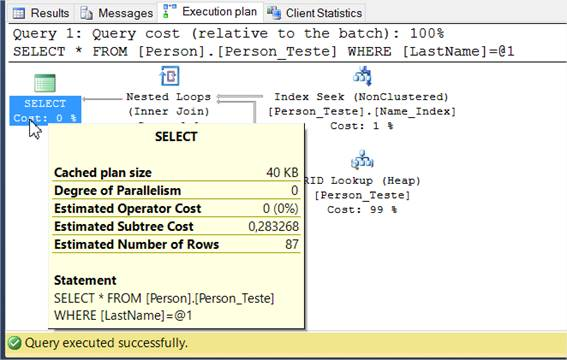 Results Messages Execution plan Client Statistics
Query 1: Query cost (relative to the batch): 100%
SELECT * FROM [Person].[Person_Teste] WHERE [LastName]=@1
SELECT
Cost: 0 %
Nested Loops
(Inner Join)
Index Seek (NonClustered)
[Person_Teste].[Name_Index]
Cost: 1 %
RID Lookup (Heap)
[Person_Teste]
Cost: 99 %
SELECT
Cached plan size 40 KB
Degree of Parallelism 0
Estimated Operator Cost 0 (0%)
Estimated Subtree Cost 0,283268
Estimated Number of Rows 87
Statement
SELECT * FROM [Person].[Person_Teste]
WHERE [LastName]=@1
Query executed successfully.